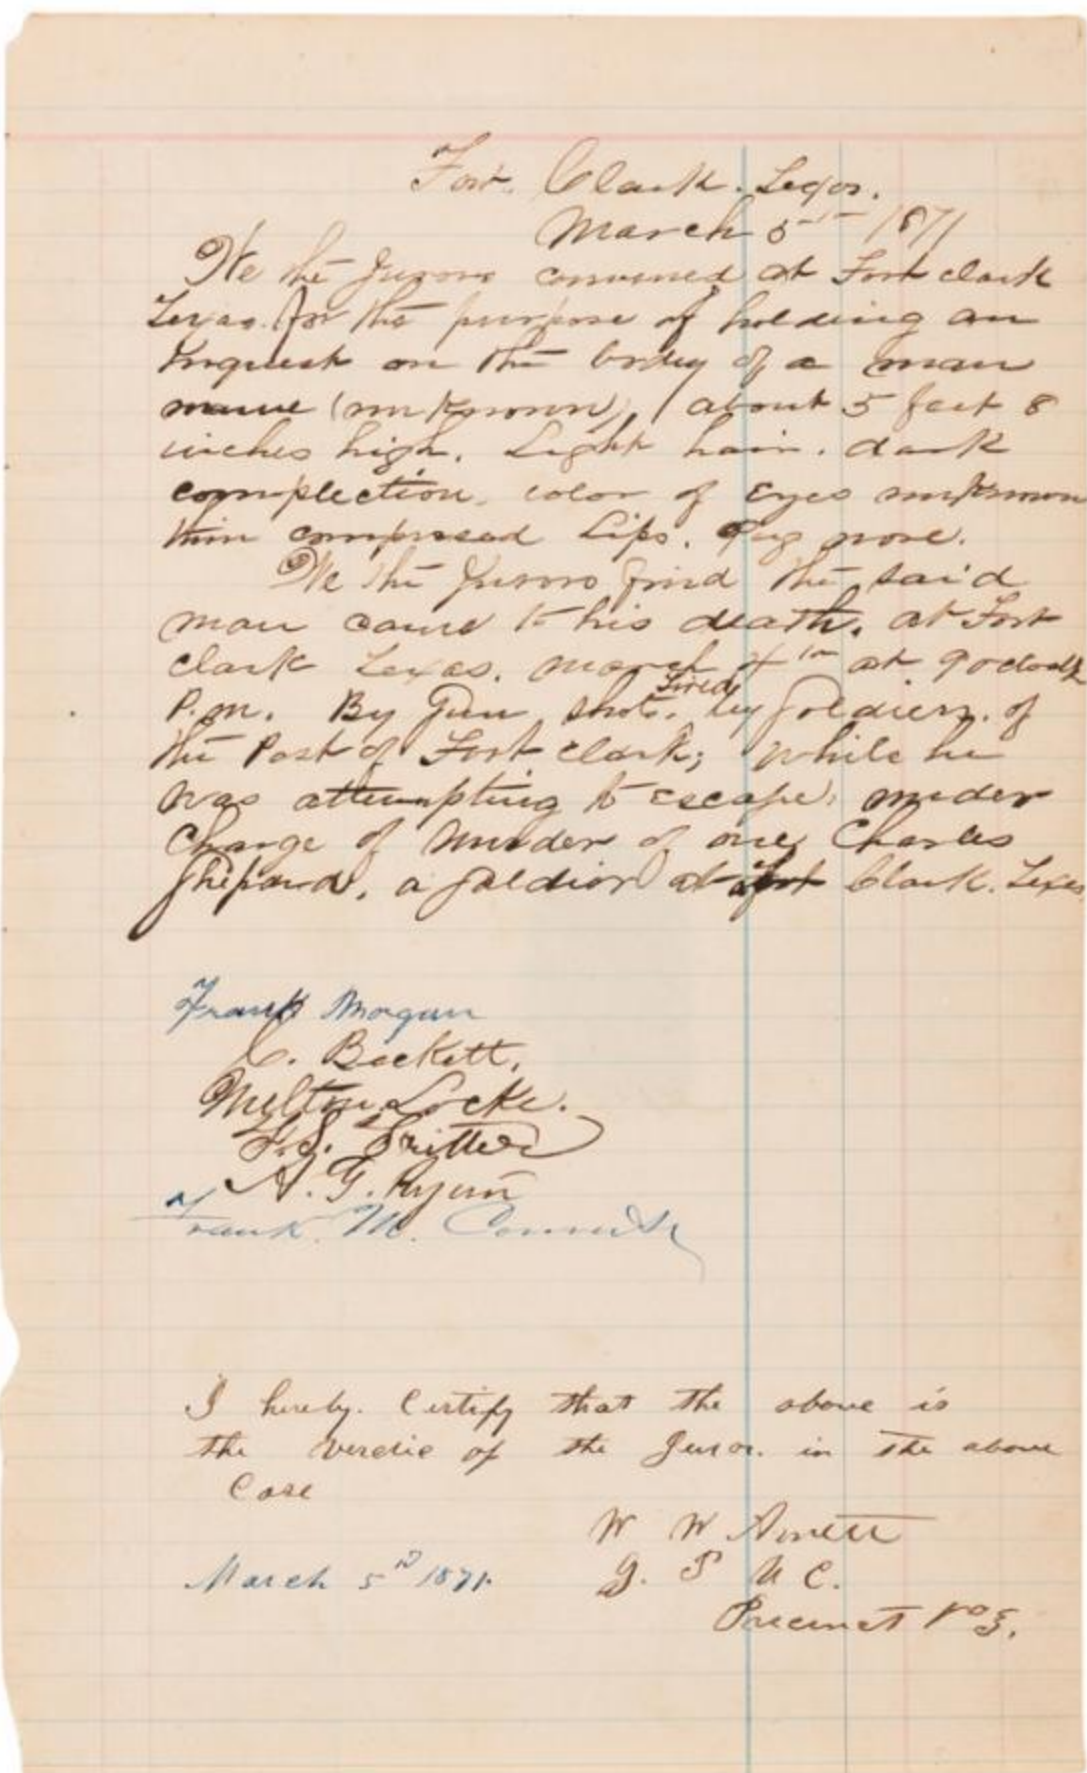 Fort. Clark. Texas.
March 5th 1871
We the Jurors convened at Fort Clark
Texas. for the purpose of holding an
Inquest on the body of a man
name (unknown) about 5 feet 8
inches high. Light hair. dark
complection. color of Eyes unknown
thin compressed Lips. Pug nose.
We the Jurors find the said
man came to his death. at Fort
Clark Texas. March 4th at 9 oclock
P.m. By Gun shot. fired by Soldiers. of
the Post of Fort Clark; while he
was attempting to escape, under
Charge of Murder of one, Charles
Shepard, a soldier at Fort Clark. Texas
Frank Morgan
C. Beckett.
Milton Locke.
F. S. Fritter
A. G. Ryan
Frank. M.
I hereby. Certify that the above is
the verdic of the Juror. in the above
Case
W W Arnett
J. P U C.
March 5th 1871.
Precinct No 3.